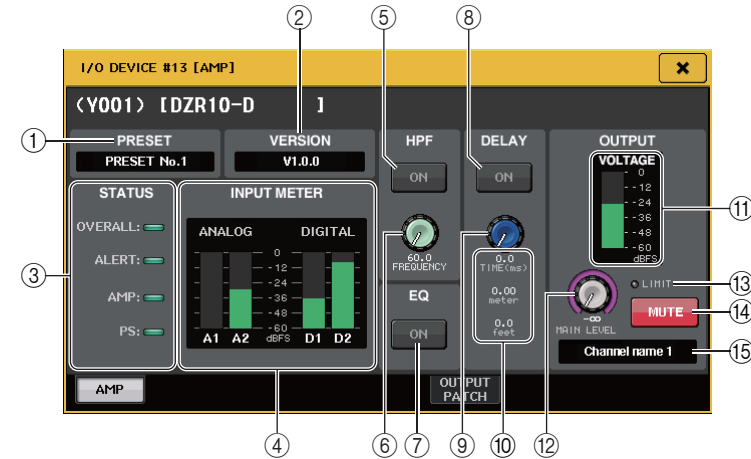 ② ⑤ ⑧
I/O DEVICE #13 [AMP]
(Y001) [DZR10-D ]
① PRESET VERSION HPF DELAY OUTPUT
PRESET No.1 V1.0.0 ON ON VOLTAGE
0
-12
-24
-36
-48
-60
dBFS
⑪
③ STATUS
OVERALL:
ALERT:
AMP:
PS:
INPUT METER
ANALOG DIGITAL
0
-12
-24
-36
-48
-60
A1 A2 dBFS D1 D2
60.0
FREQUENCY
EQ
ON
0.0
TIME(ms)
0.00
meter
0.0
feet
LIMIT ⑬
-∞
MAIN LEVEL
MUTE ⑭
Channel name 1 ⑮
AMP OUTPUT PATCH
④ ⑥ ⑦ ⑨ ⑩ ⑫